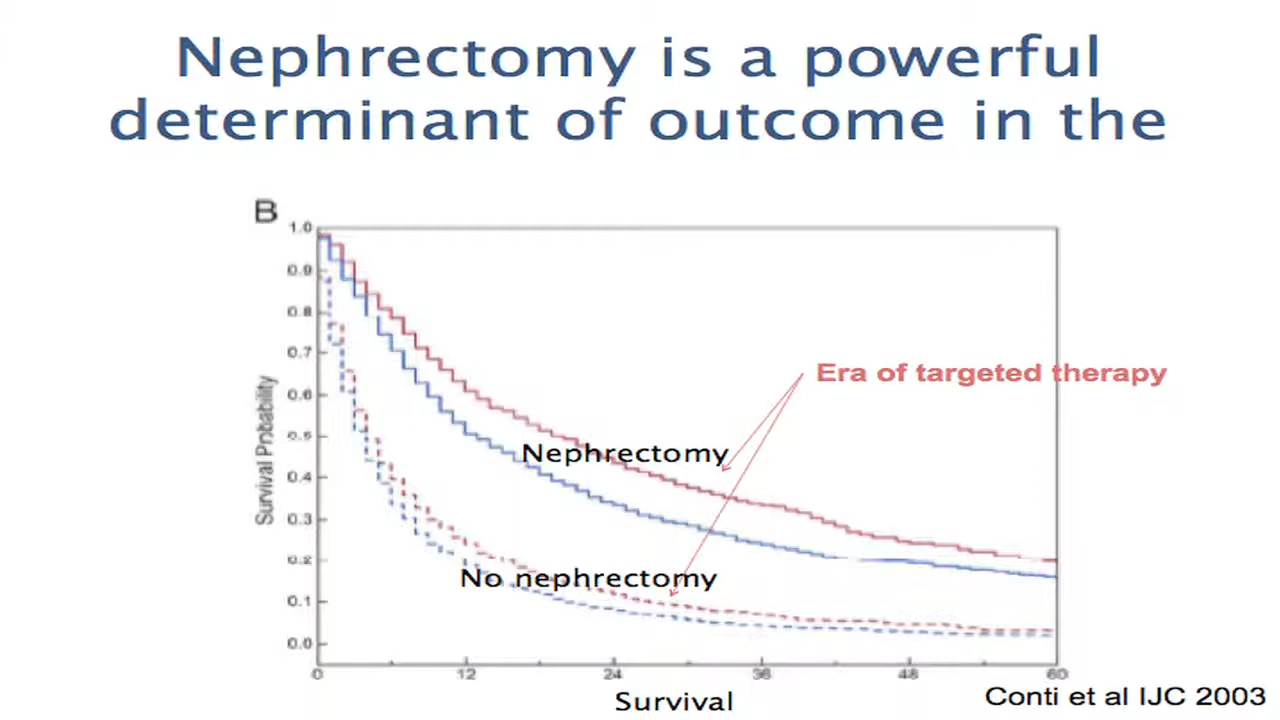 Nephrectomy is a powerful
determinant of outcome in the
B
1.0
0.9
0.8
0.7
0.6
0.5
0.4
0.3
0.2
0.1
0.0
Survival Probability
Era of targeted therapy
Nephrectomy
No nephrectomy
0 12 24 36 48 60
Survival
Conti et al IJC 2003